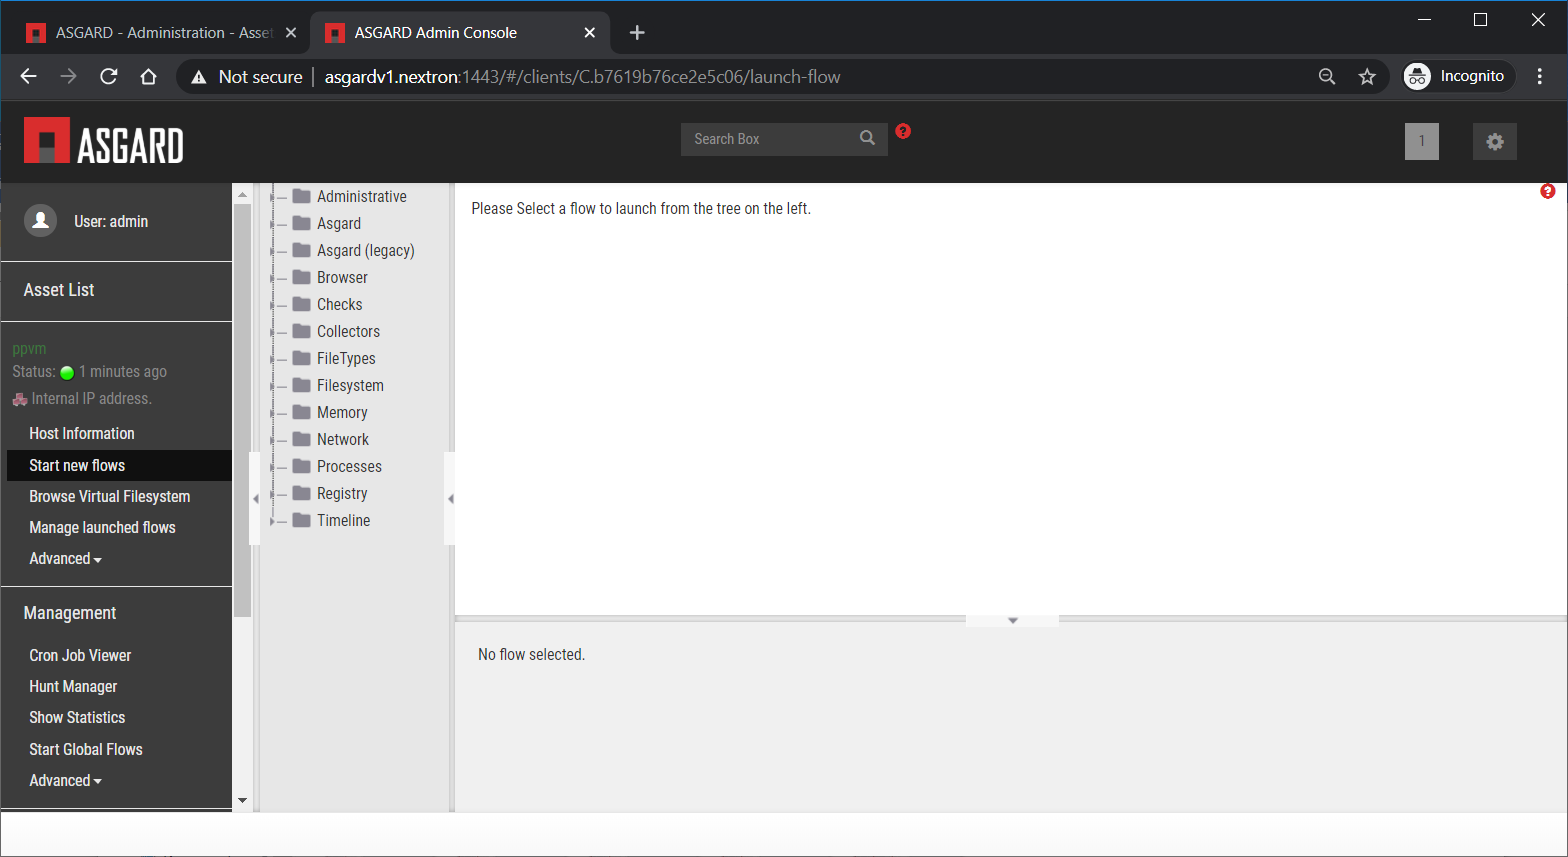 ASGARD - Administration - Asset
ASGARD Admin Console
Not secure
asgardv1.nextron:1443/#/clients/C.b7619b76ce2e5c06/launch-flow
Incognito
ASGARD
Search Box
?
1
User: admin
Asset List
ppvm
Status: 1 minutes ago
Internal IP address.
Host Information
Start new flows
Browse Virtual Filesystem
Manage launched flows
Advanced
Management
Cron Job Viewer
Hunt Manager
Show Statistics
Start Global Flows
Advanced
Administrative
Asgard
Asgard (legacy)
Browser
Checks
Collectors
FileTypes
Filesystem
Memory
Network
Processes
Registry
Timeline
Please Select a flow to launch from the tree on the left.
?
No flow selected.